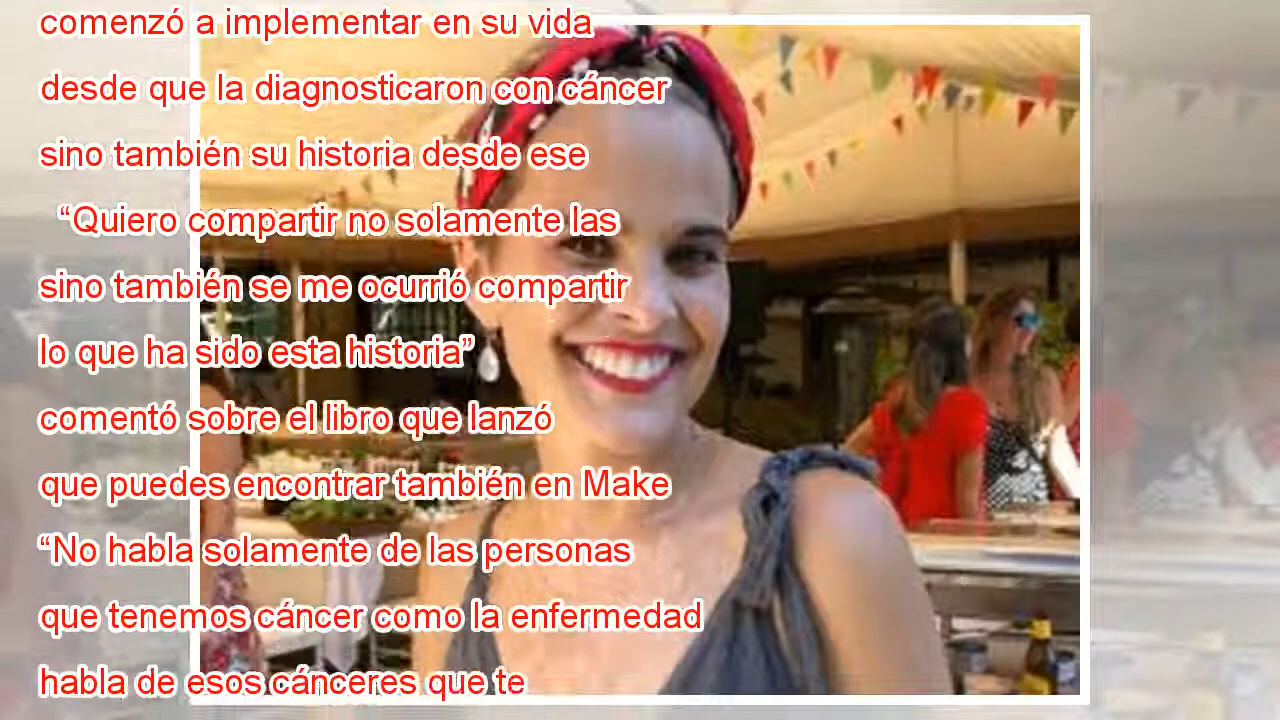 comenzó a implementar en su vida
desde que la diagnosticaron con cáncer
sino también su historia desde ese
“Quiero compartir no solamente las
sino también se me ocurrió compartir
lo que ha sido esta historia”
comentó sobre el libro que lanzó
que puedes encontrar también en Make
“No habla solamente de las personas
que tenemos cáncer como la enfermedad
habla de esos cánceres que te